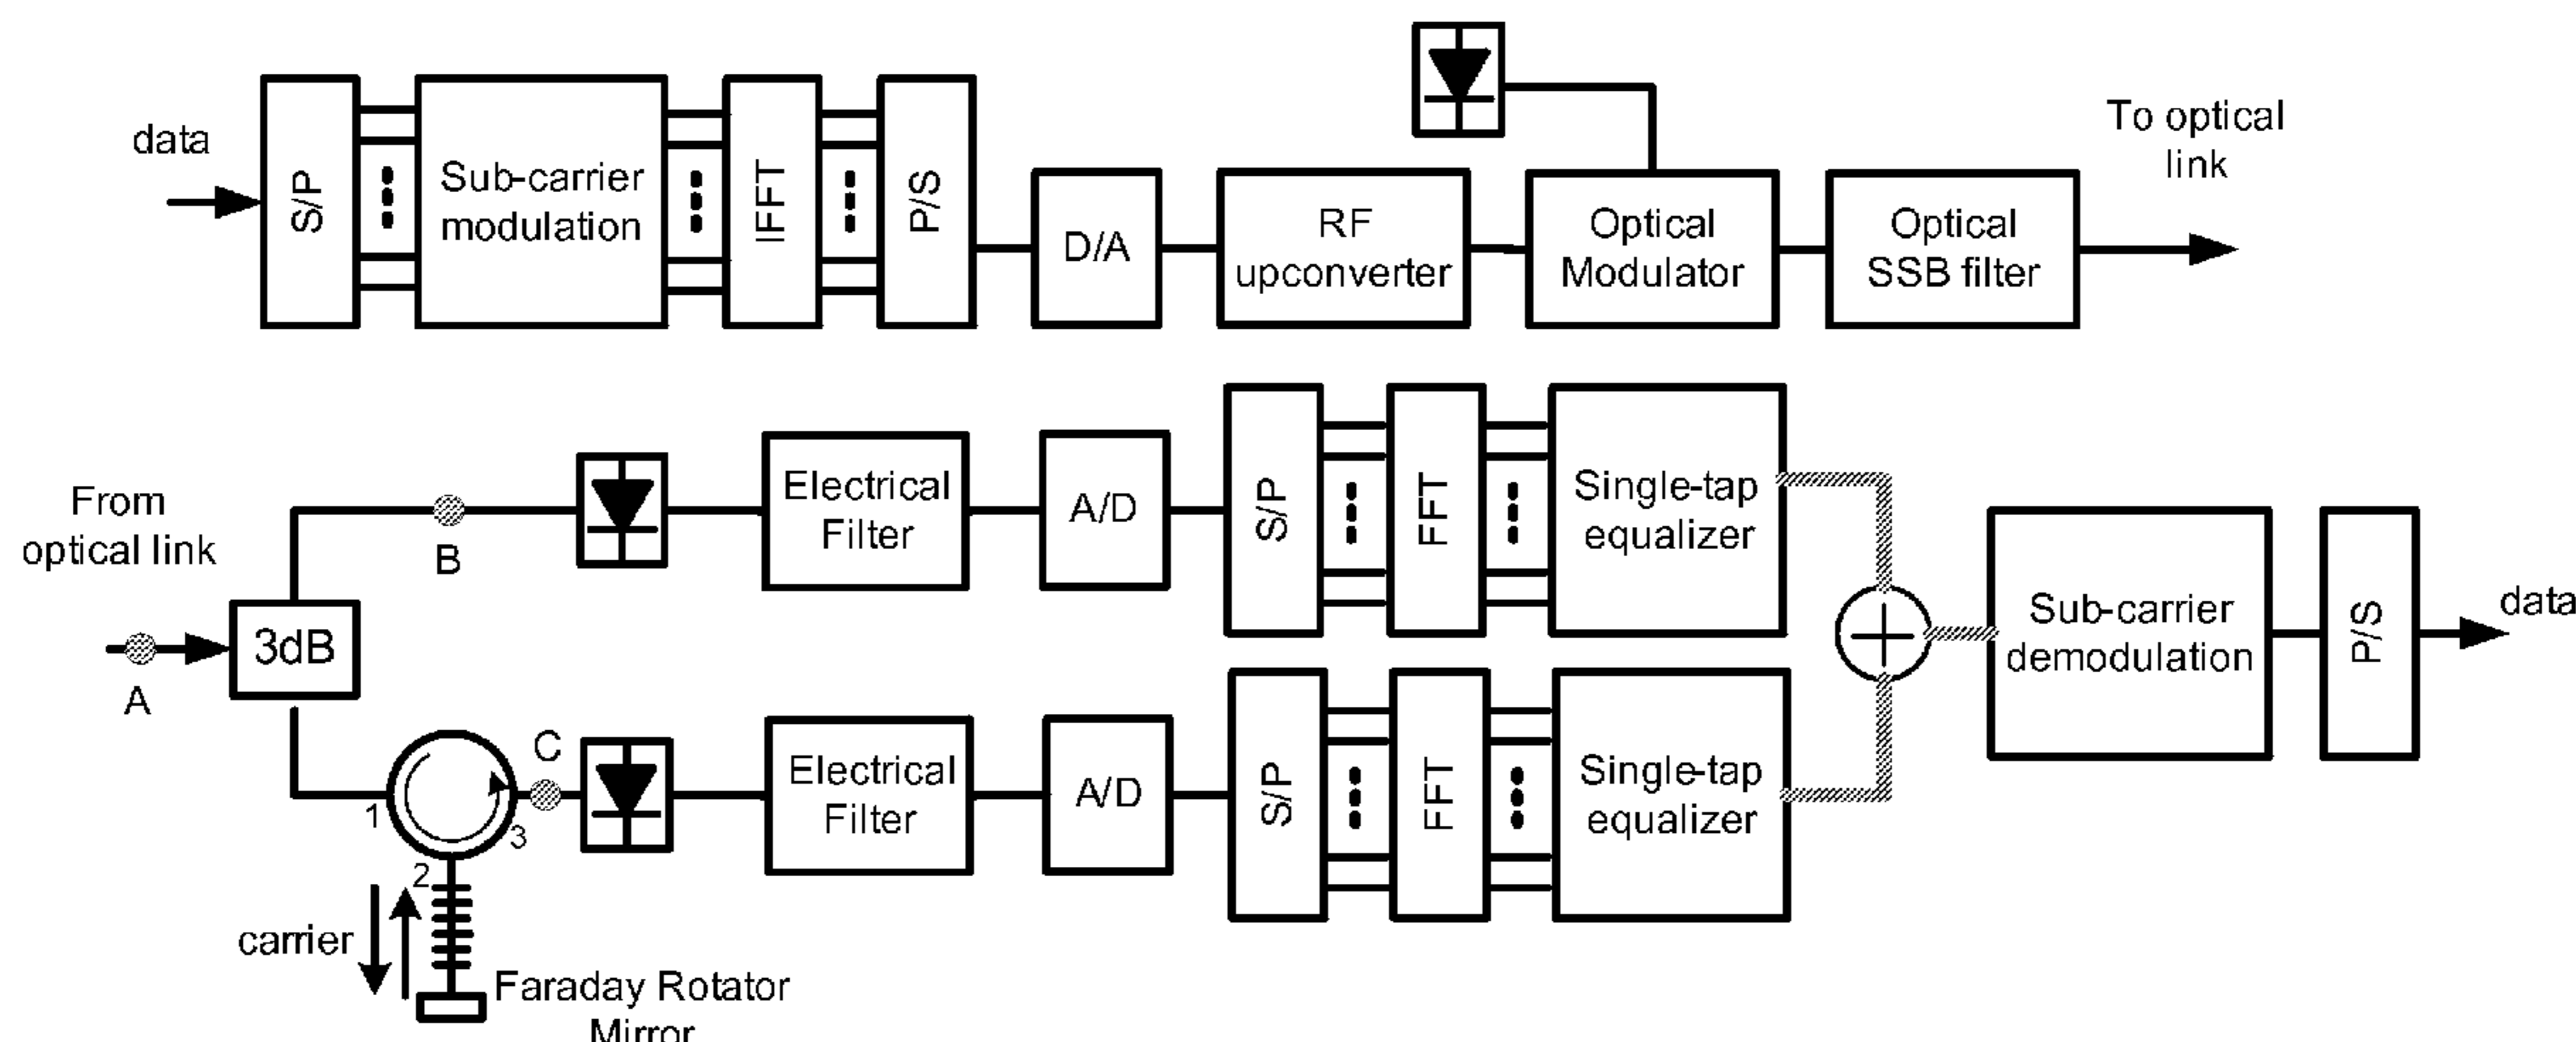 data
S/P
Sub-carrier
modulation
IFFT
P/S
D/A
RF
upconverter
Optical
Modulator
Optical
SSB filter
To optical
link
From
optical link
A
3dB
B
Electrical
Filter
A/D
S/P
FFT
Single-tap
equalizer
1
2
3
C
carrier
Faraday Rotator
Mirror
Electrical
Filter
A/D
S/P
FFT
Single-tap
equalizer
Sub-carrier
demodulation
P/S
data